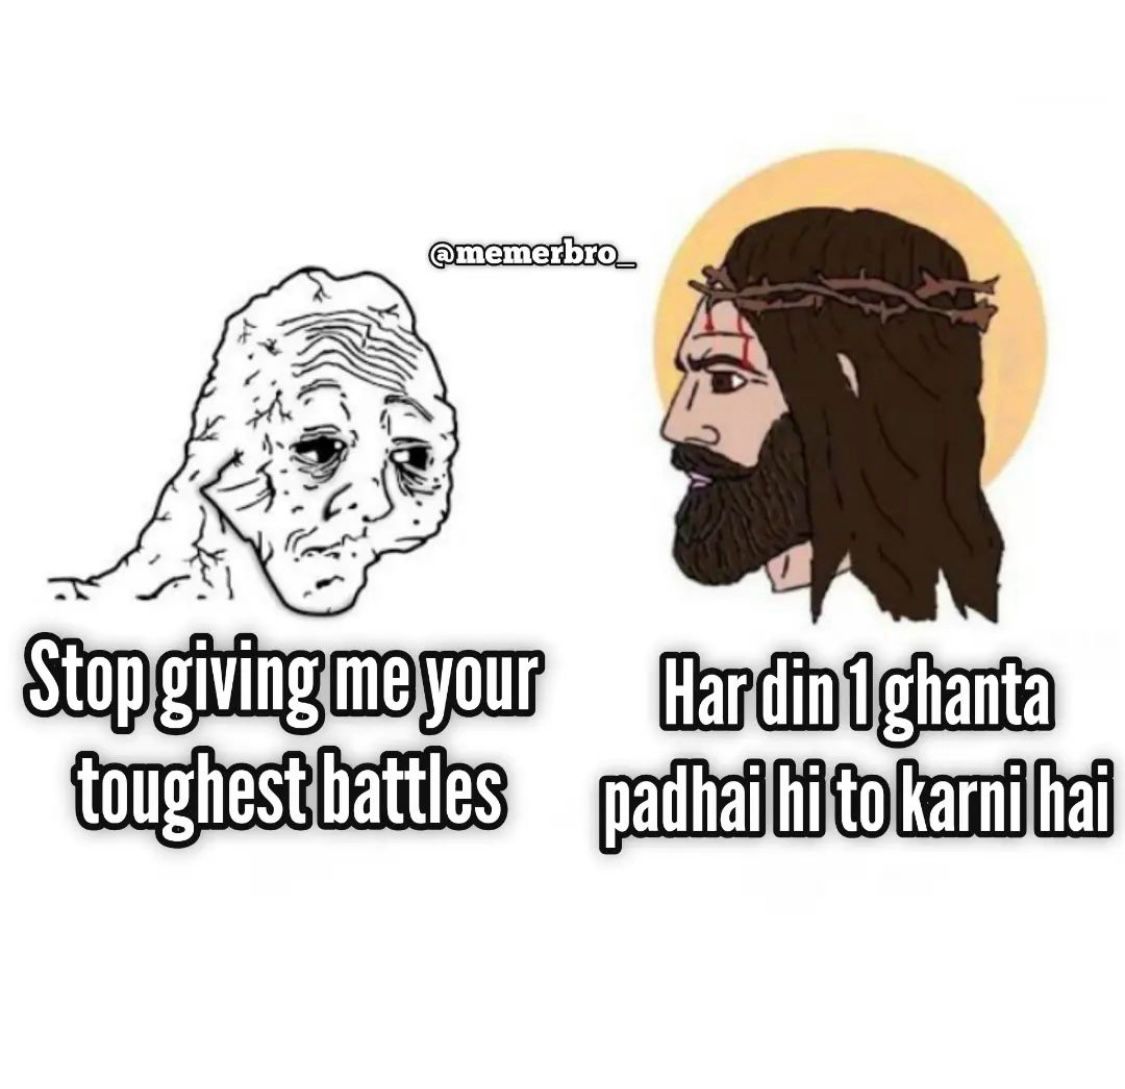 @memerbro_
Stop giving me your
toughest battles
Har din 1 ghanta
padhai hi to karni hai